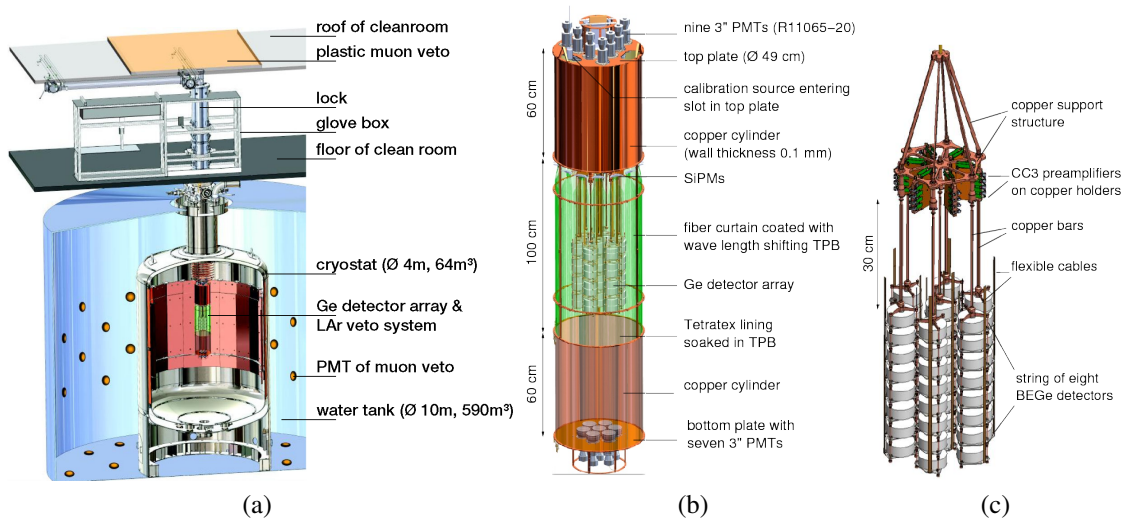 roof of cleanroom
plastic muon veto
lock
glove box
floor of clean room
cryostat (Ø 4m, 64m³)
Ge detector array &
LAr veto system
PMT of muon veto
water tank (Ø 10m, 590m³)
(a)
60 cm
100 cm
60 cm
nine 3" PMTs (R11065–20)
top plate (Ø 49 cm)
calibration source entering
slot in top plate
copper cylinder
(wall thickness 0.1 mm)
SiPMs
fiber curtain coated with
wave length shifting TPB
Ge detector array
Tetratex lining
soaked in TPB
copper cylinder
bottom plate with
seven 3" PMTs
(b)
30 cm
copper support
structure
CC3 preamplifiers
on copper holders
copper bars
flexible cables
string of eight
BEGe detectors
(c)